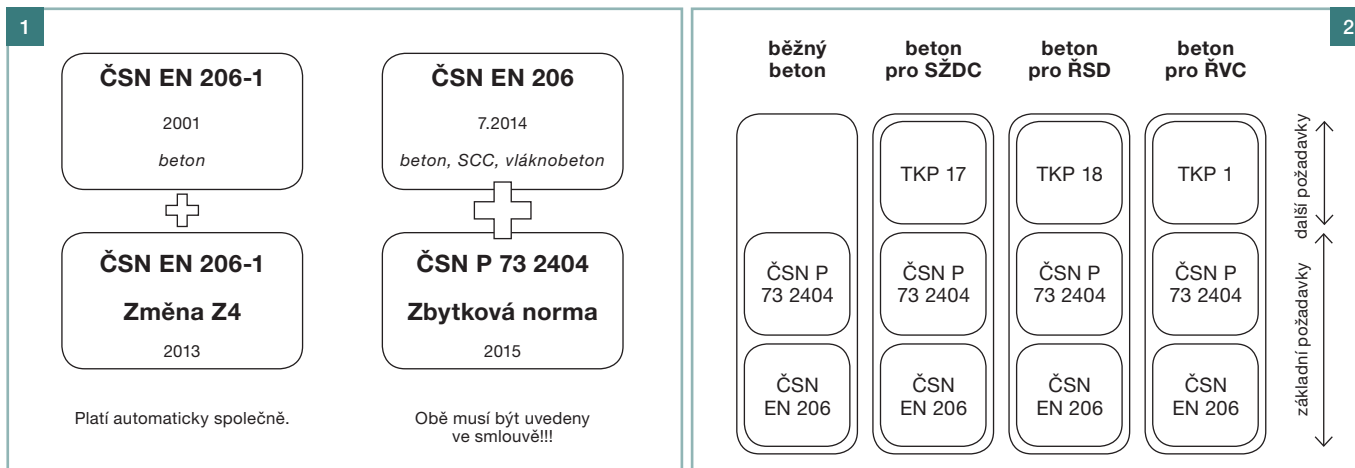 1
ČSN EN 206-1
2001
beton
ČSN EN 206-1
Změna Z4
2013
Platí automaticky společně.
ČSN EN 206
7.2014
beton, SCC, vláknobeton
ČSN P 73 2404
Zbytková norma
2015
Obě musí být uvedeny
ve smlouvě!!!
2
běžný
beton
beton
pro SŽDC
beton
pro ŘSD
beton
pro ŘVC
TKP 17
TKP 18
TKP 1
další požadavky
ČSN P
73 2404
ČSN P
73 2404
ČSN P
73 2404
ČSN P
73 2404
základní požadavky
ČSN
EN 206
ČSN
EN 206
ČSN
EN 206
ČSN
EN 206